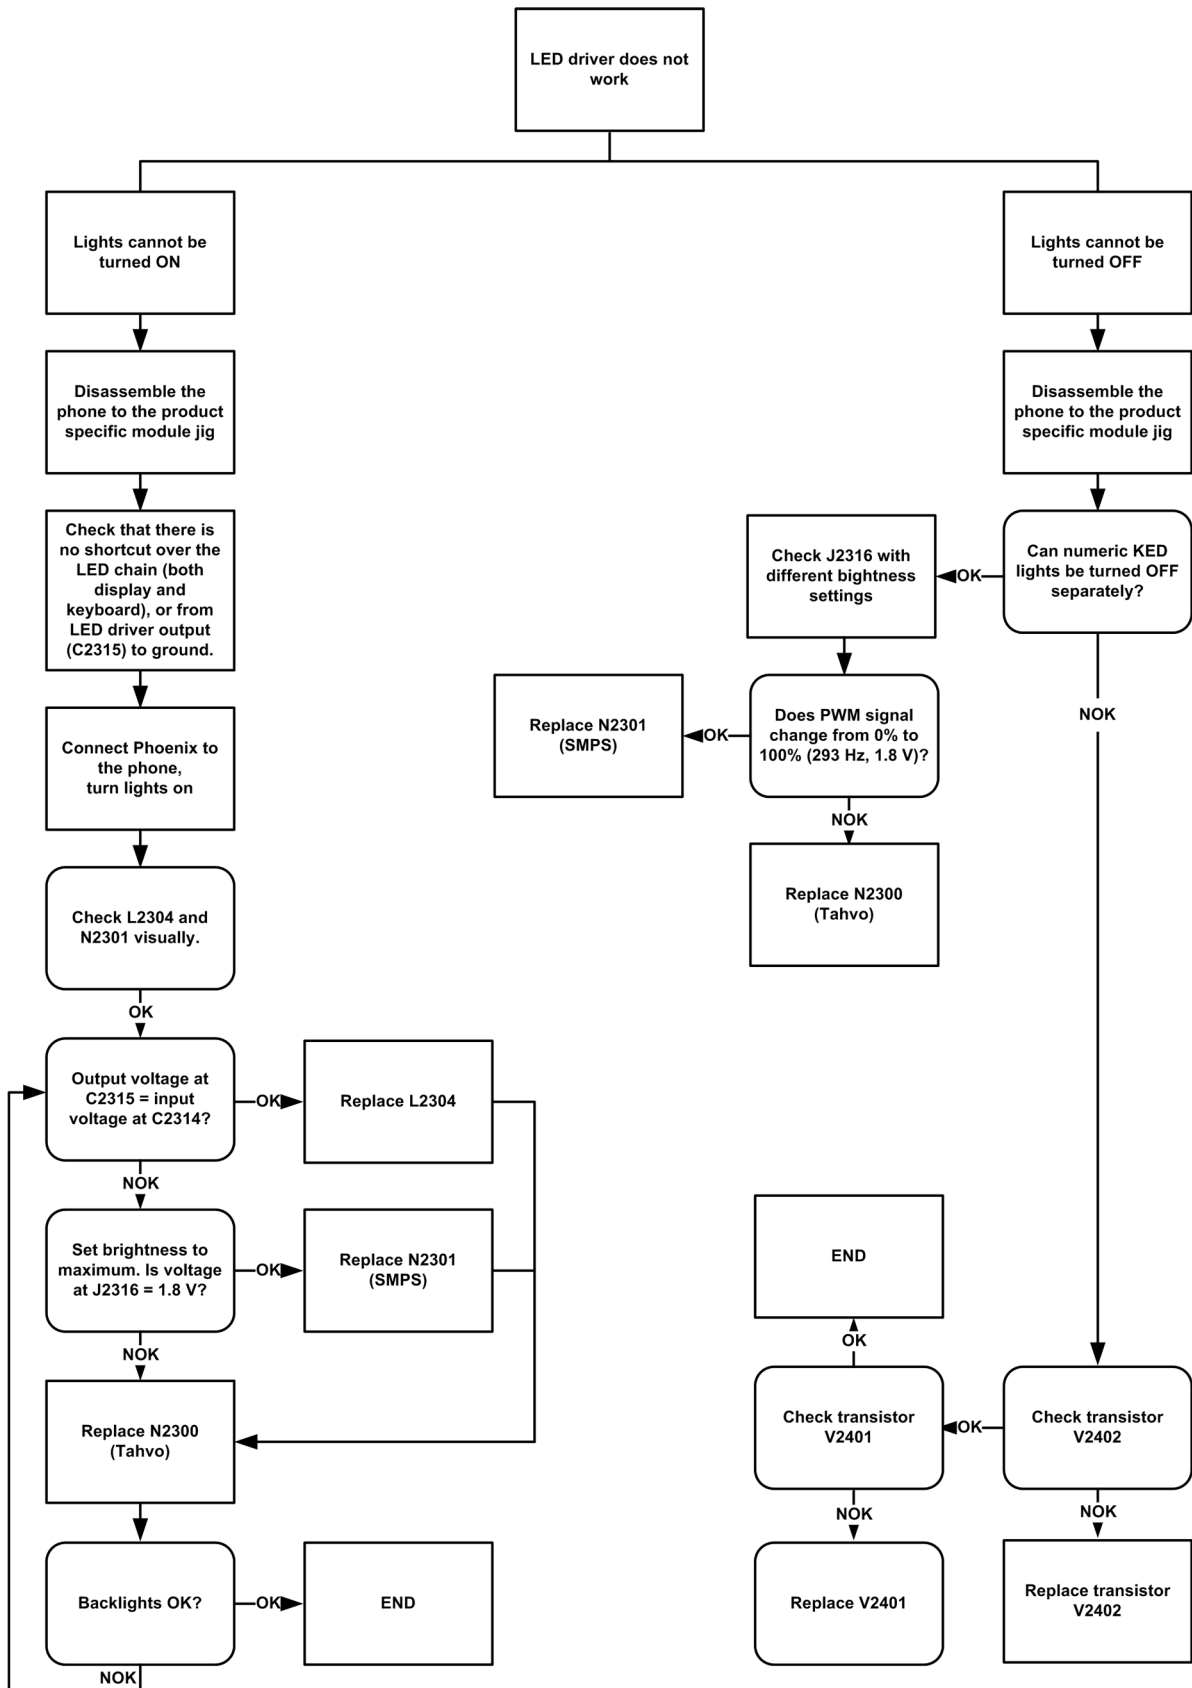 LED driver does not
work
Lights cannot be
turned ON
Disassemble the
phone to the product
specific module jig
Check that there is
no shortcut over the
LED chain (both
display and
keyboard), or from
LED driver output
(C2315) to ground.
Connect Phoenix to
the phone,
turn lights on
Check L2304 and
N2301 visually.
OK
Output voltage at
C2315 = input
voltage at C2314?
OK
Replace L2304
NOK
Set brightness to
maximum. Is voltage
at J2316 = 1.8 V?
OK
Replace N2301
(SMPS)
NOK
Replace N2300
(Tahvo)
Backlights OK?
OK
END
NOK
Lights cannot be
turned OFF
Disassemble the
phone to the product
specific module jig
Can numeric KED
lights be turned OFF
separately?
OK
Check J2316 with
different bightness
settings
Does PWM signal
change from 0% to
100% (293 Hz, 1.8 V)?
OK
Replace N2301
(SMPS)
NOK
Replace N2300
(Tahvo)
NOK
Check transistor
V2402
OK
Check transistor
V2401
OK
END
NOK
Replace V2401
NOK
Replace transistor
V2402